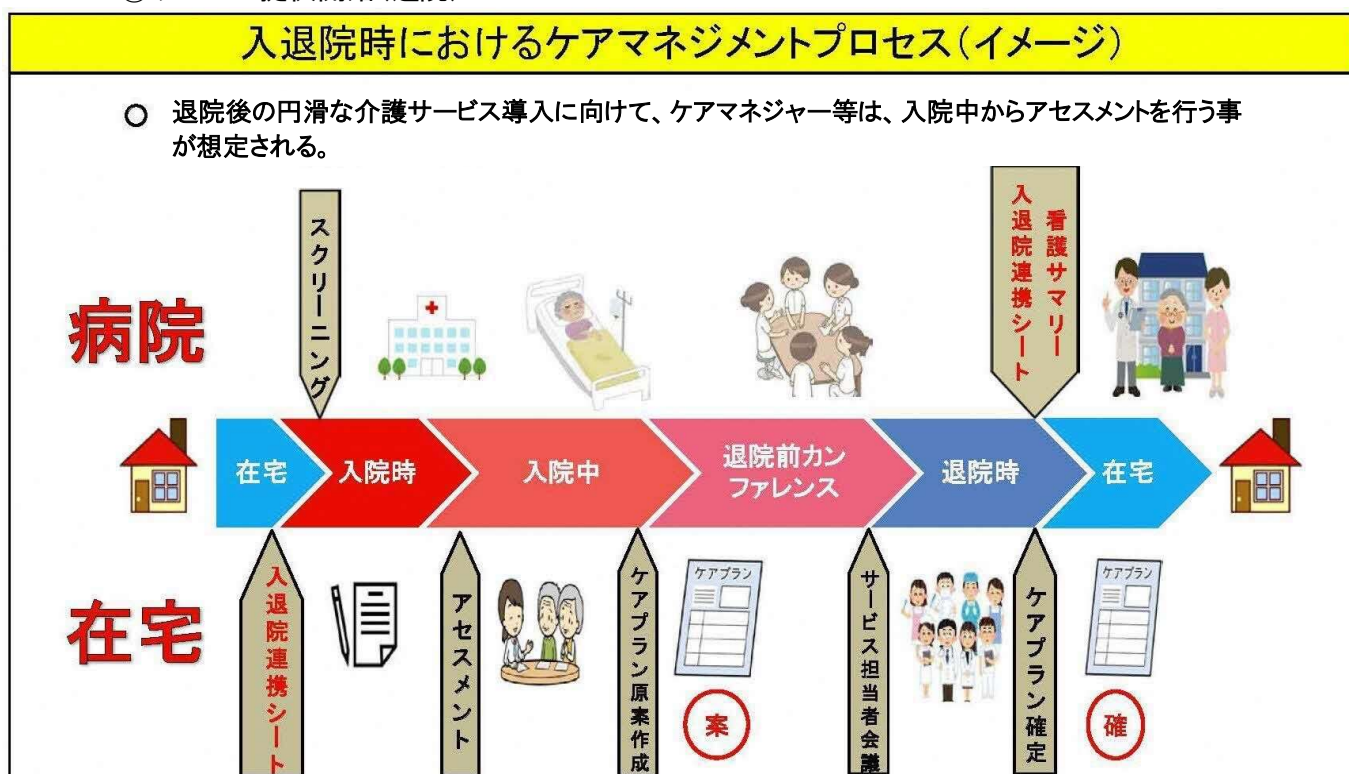 入退院時におけるケアマネジメントプロセス(イメージ)
○ 退院後の円滑な介護サービス導入に向けて、ケアマネジャー等は、入院中からアセスメントを行う事
が想定される。
スクリーニング
看護サマリー
入退院連携シート
病院
在宅
入院時
入院中
退院前カン
ファレンス
退院時
在宅
在宅
入退院連携シート
アセスメント
ケアプラン原案作成
ケアプラン
案
サービス担当者会議
ケアプラン確定
ケアプラン
確